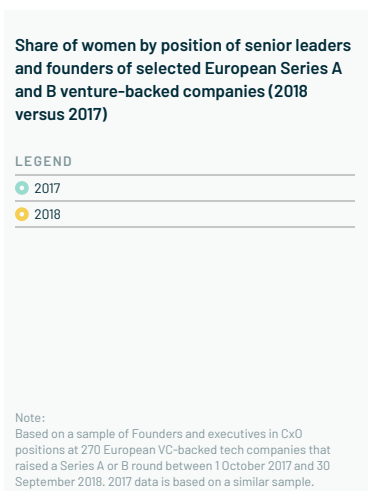 Share of women by position of senior leaders
and founders of selected European Series A
and B venture-backed companies (2018
versus 2017)
LEGEND
2017
2018
Note:
Based on a sample of Founders and executives in CxO
positions at 270 European VC-backed tech companies that
raised a Series A or B round between 1 October 2017 and 30
September 2018. 2017 data is based on a similar sample.